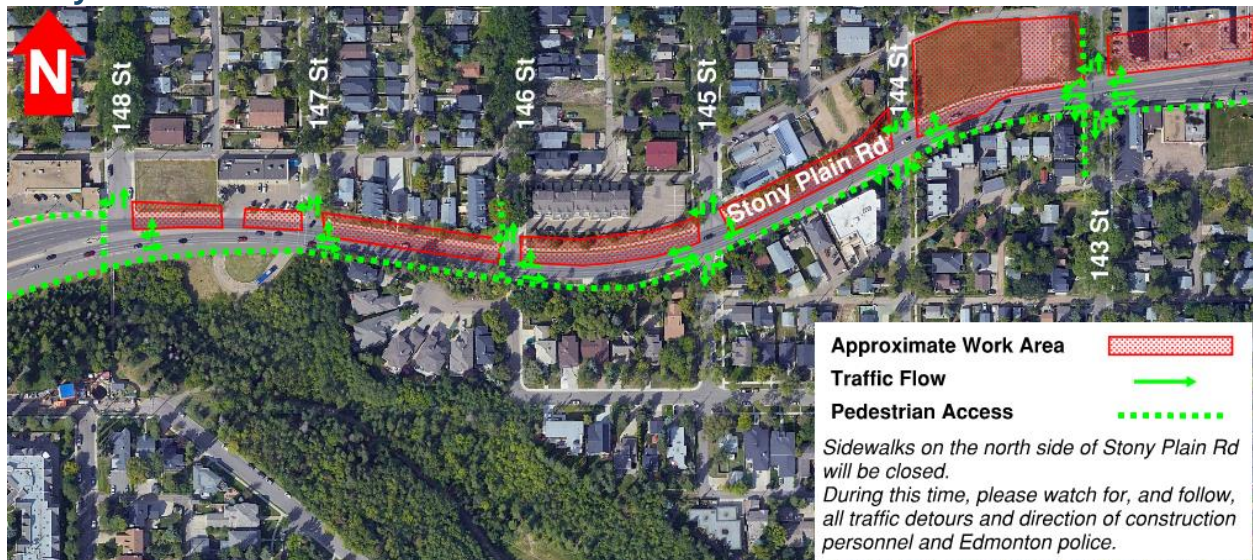 N
148 St
147 St
146 St
145 St
144 St
143 St
Stony Plain Rd
Approximate Work Area
Traffic Flow
Pedestrian Access
Sidewalks on the north side of Stony Plain Rd
will be closed.
During this time, please watch for, and follow,
all traffic detours and direction of construction
personnel and Edmonton police.